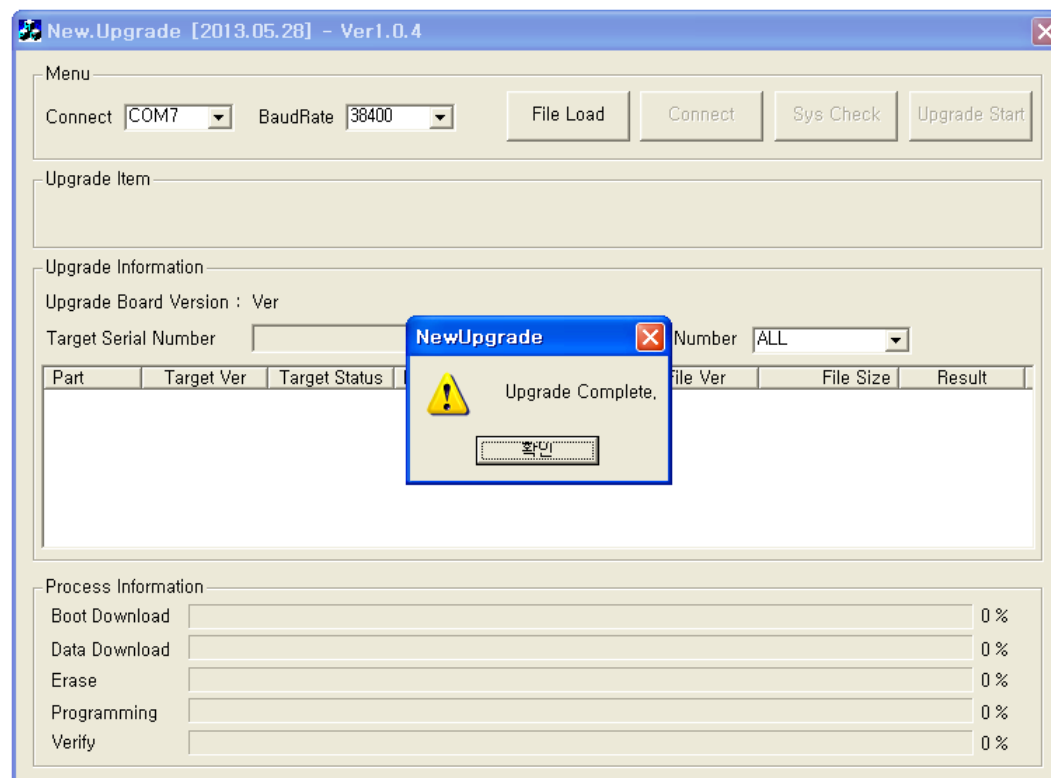 New.Upgrade [2013.05.28] - Ver1.0.4
Menu
Connect COM7 BaudRate 38400 File Load Connect Sys Check Upgrade Start
Upgrade Item
Upgrade Information
Upgrade Board Version : Ver
Target Serial Number Number ALL
Part Target Ver Target Status File Ver File Size Result
NewUpgrade
Upgrade Complete.
확인
Process Information
Boot Download 0 %
Data Download 0 %
Erase 0 %
Programming 0 %
Verify 0 %